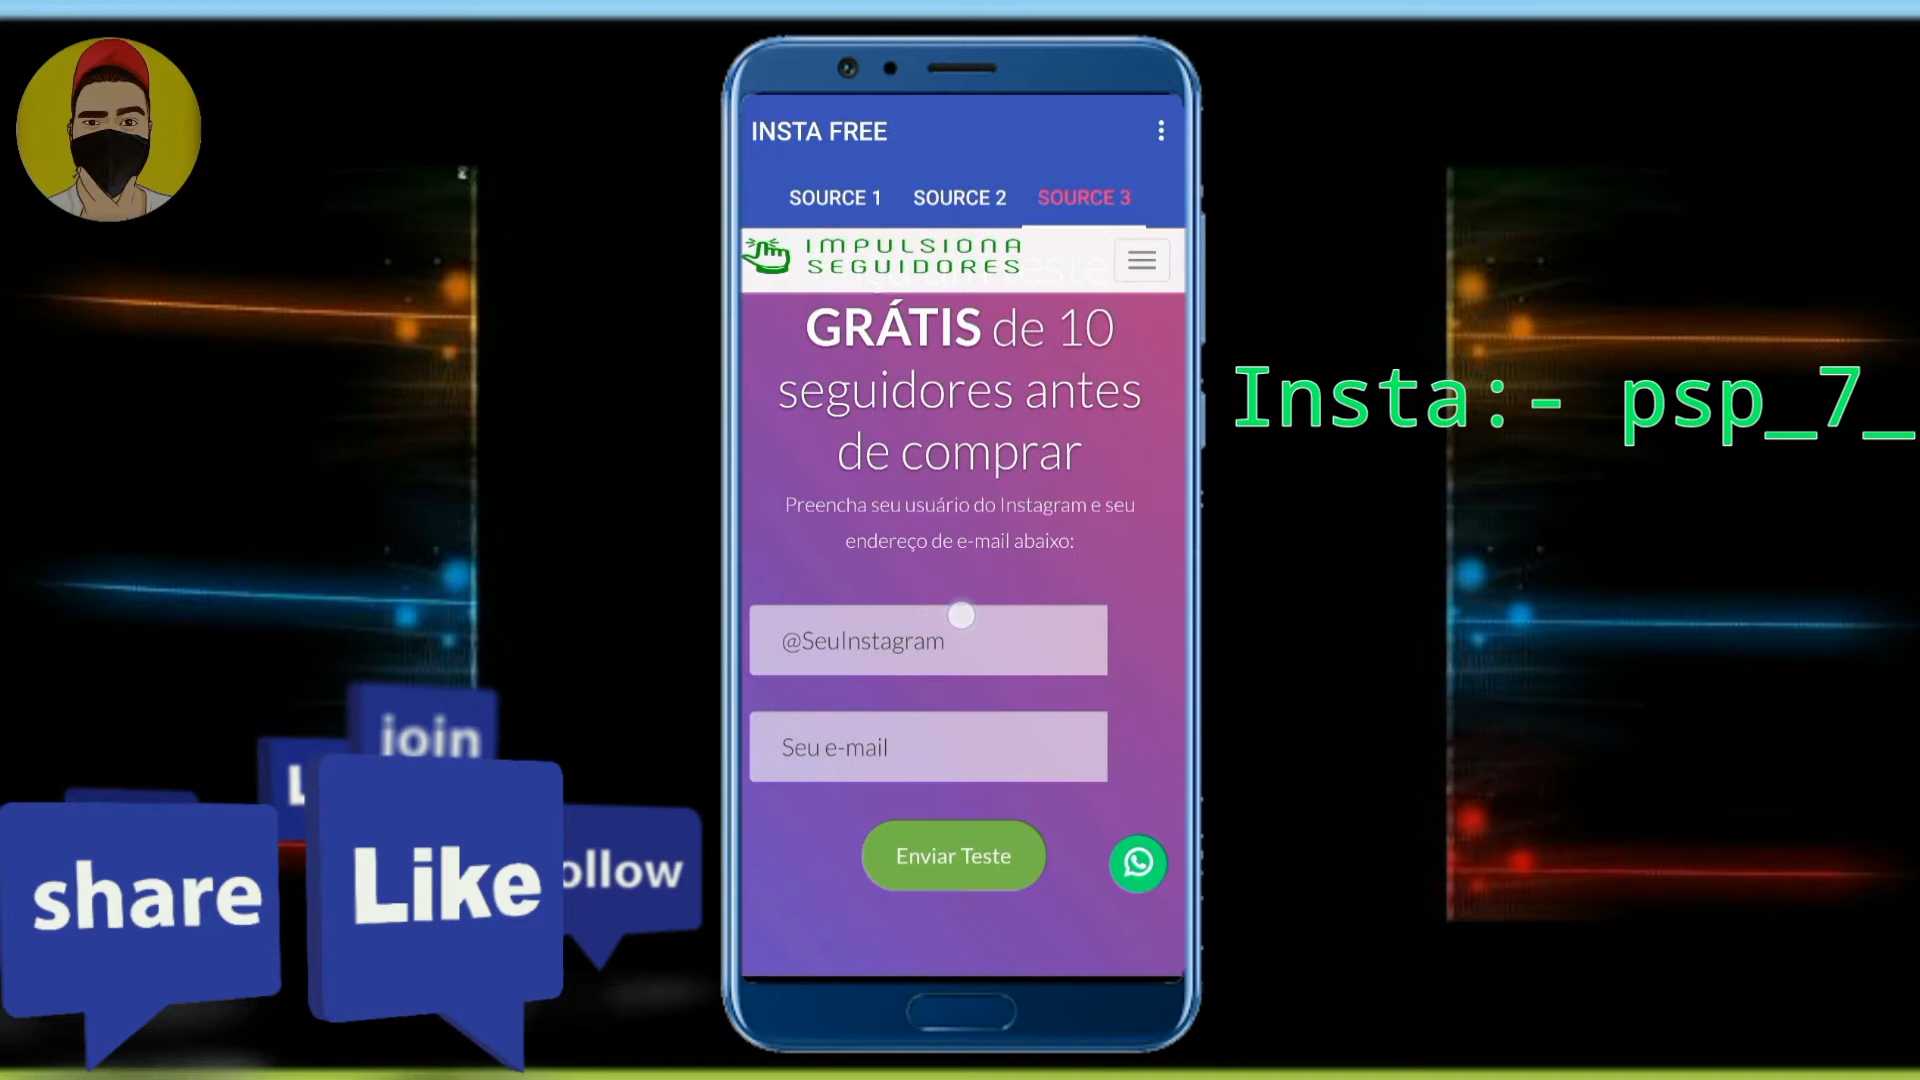 INSTA FREE
SOURCE 1 SOURCE 2 SOURCE 3
IMPULSIONA
SEGUIDORES
GRÁTIS de 10
seguidores antes
de comprar
Preencha seu usuário do Instagram e seu
endereço de e-mail abaixo:
@SeuInstagram
Seu e-mail
Enviar Teste
Insta:- psp_7_
join
L
share
Like
ollow